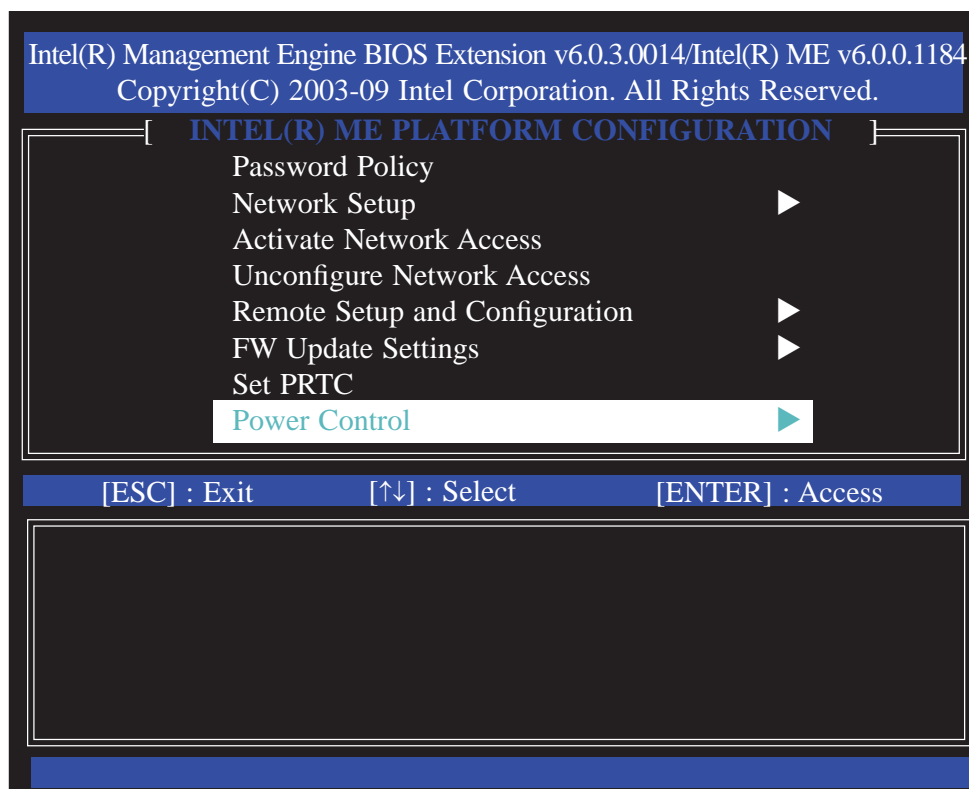 Intel(R) Management Engine BIOS Extension v6.0.3.0014/Intel(R) ME v6.0.0.1184
Copyright(C) 2003-09 Intel Corporation. All Rights Reserved.
[ INTEL(R) ME PLATFORM CONFIGURATION ]
Password Policy
Network Setup ▶
Activate Network Access
Unconfigure Network Access
Remote Setup and Configuration ▶
FW Update Settings ▶
Set PRTC
Power Control ▶
[ESC] : Exit [↑↓] : Select [ENTER] : Access